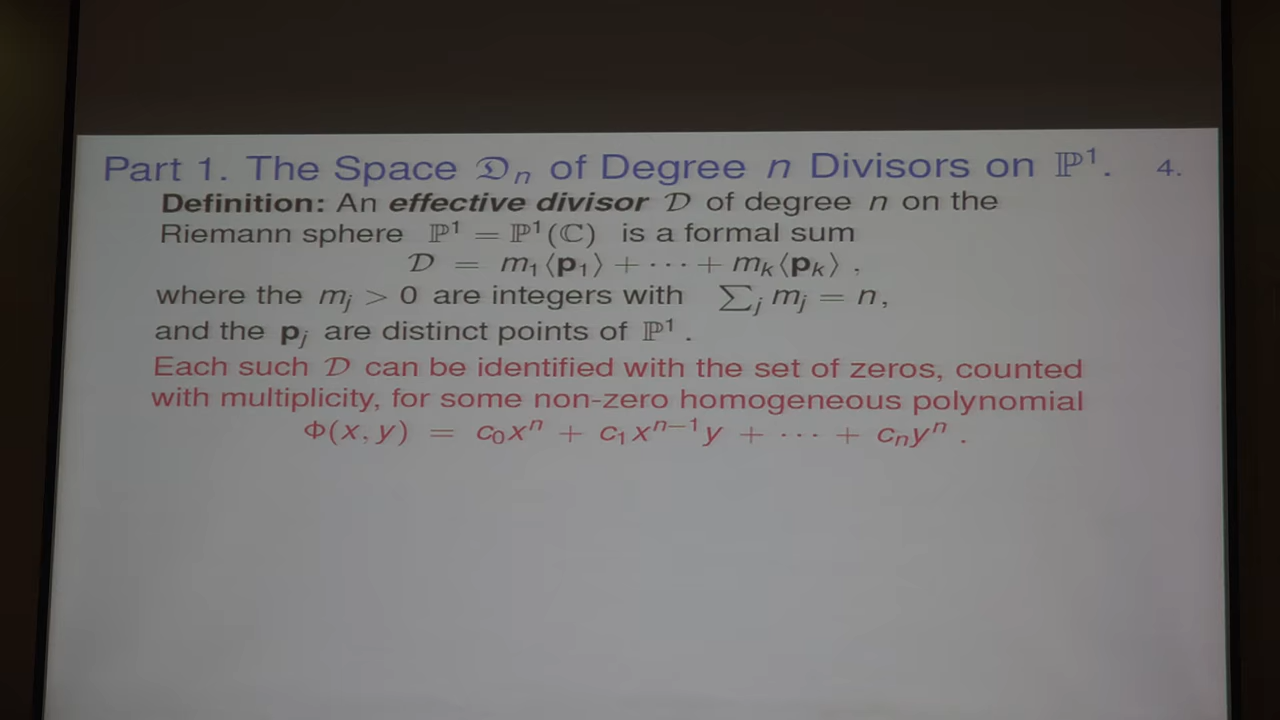 Part 1. The Space 𝔇ₙ of Degree n Divisors on ℙ¹. 4.
Definition: An effective divisor 𝒟 of degree n on the
Riemann sphere ℙ¹ = ℙ¹(ℂ) is a formal sum
𝒟 = m₁⟨p₁⟩ + ··· + mₖ⟨pₖ⟩ ,
where the mⱼ > 0 are integers with ∑ⱼ mⱼ = n,
and the pⱼ are distinct points of ℙ¹ .
Each such 𝒟 can be identified with the set of zeros, counted
with multiplicity, for some non-zero homogeneous polynomial
Φ(x, y) = c₀xⁿ + c₁xⁿ⁻¹y + ··· + cₙyⁿ .